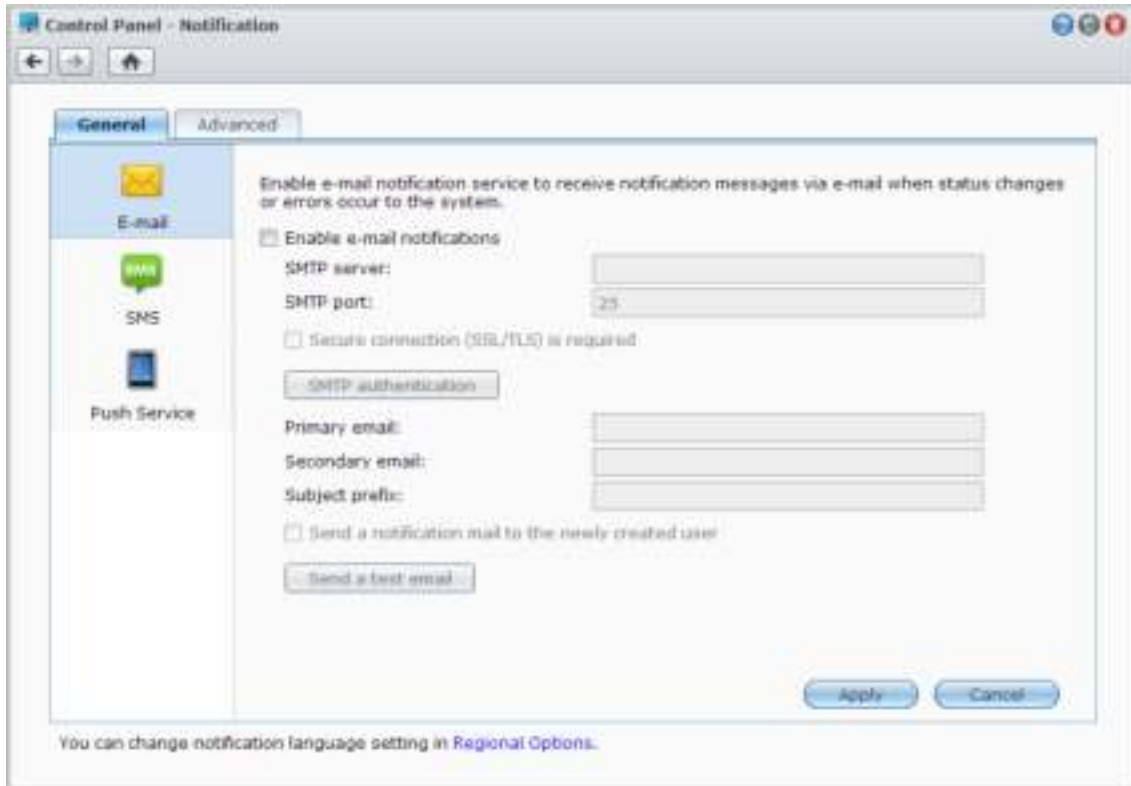 Control Panel - Notification
General
Advanced
E-mail
SMS
SMS
Push Service
Enable e-mail notification service to receive notification messages via e-mail when status changes
or errors occur to the system.
Enable e-mail notifications
SMTP server:
SMTP port:
25
Secure connection (SSL/TLS) is required
SMTP authentication
Primary email:
Secondary email:
Subject prefix:
Send a notification mail to the newly created user
Send a test email
Apply
Cancel
You can change notification language setting in Regional Options.